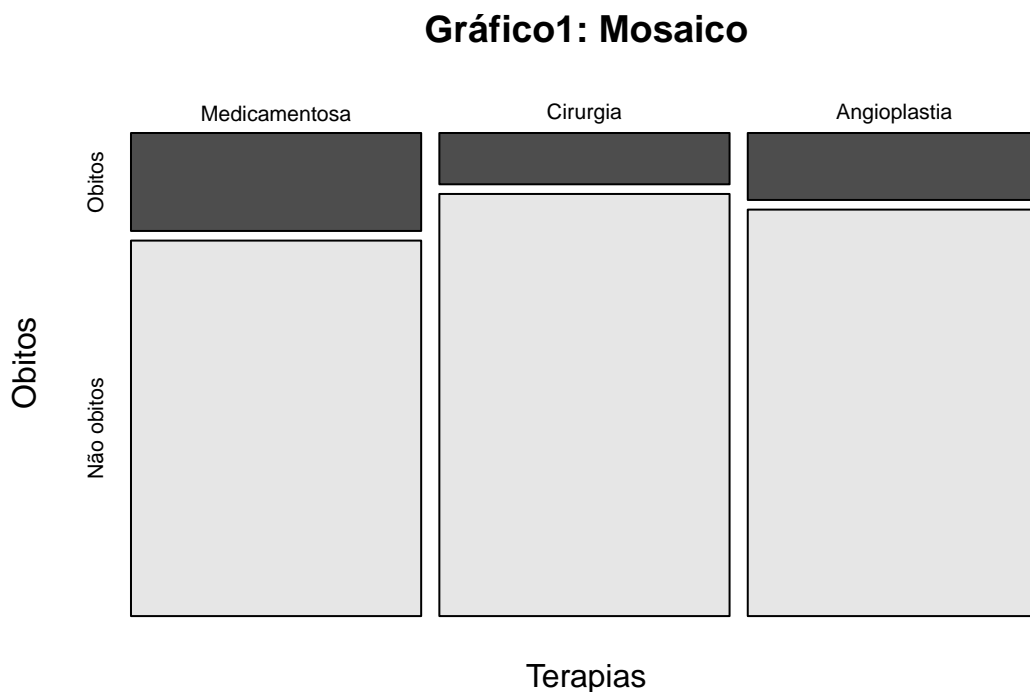 Gráfico1: Mosaico
Medicamentosa
Cirurgia
Angioplastia
Obitos
Não obitos
Obitos
Terapias